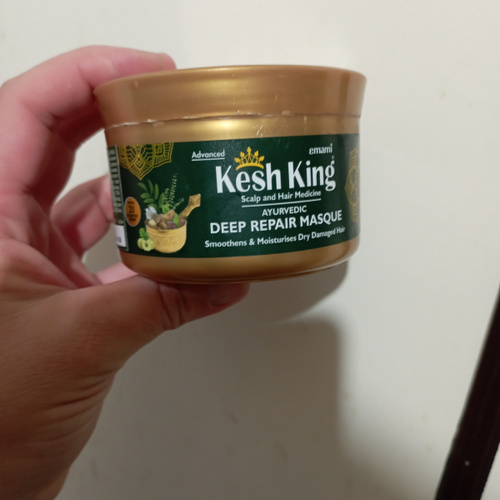 Advanced
emami
Kesh King
Scalp and Hair Medicine
AYURVEDIC
DEEP REPAIR MASQUE
Smoothens & Moisturises Dry Damaged Hair